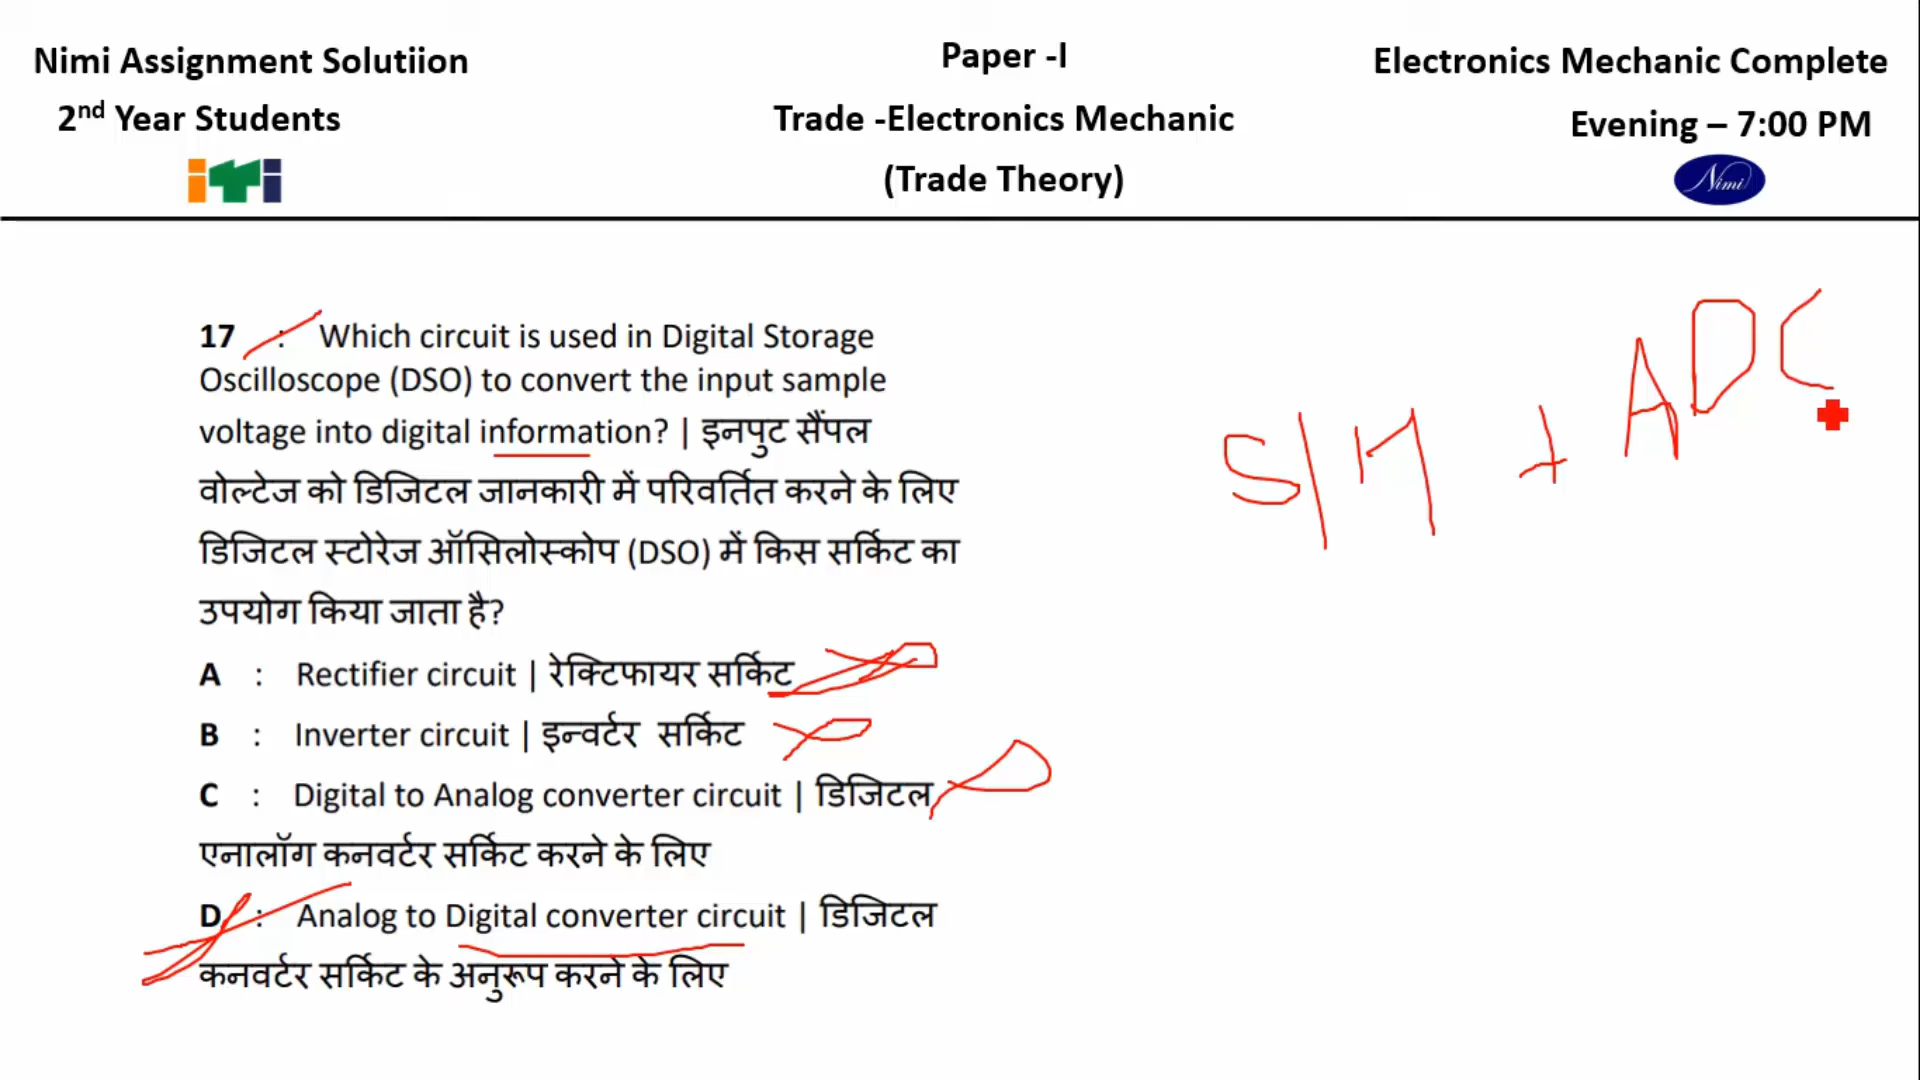 Nimi Assignment Solutiion
2nd Year Students
iTi
Paper -I
Trade -Electronics Mechanic
(Trade Theory)
Electronics Mechanic Complete
Evening – 7:00 PM
Nimi
17 : Which circuit is used in Digital Storage
Oscilloscope (DSO) to convert the input sample
voltage into digital information? | इनपुट सैंपल
वोल्टेज को डिजिटल जानकारी में परिवर्तित करने के लिए
डिजिटल स्टोरेज ऑसिलोस्कोप (DSO) में किस सर्किट का
उपयोग किया जाता है?
A : Rectifier circuit | रेक्टिफायर सर्किट
B : Inverter circuit | इन्वर्टर सर्किट
C : Digital to Analog converter circuit | डिजिटल
एनालॉग कनवर्टर सर्किट करने के लिए
D : Analog to Digital converter circuit | डिजिटल
कनवर्टर सर्किट के अनुरूप करने के लिए
S/H + ADC